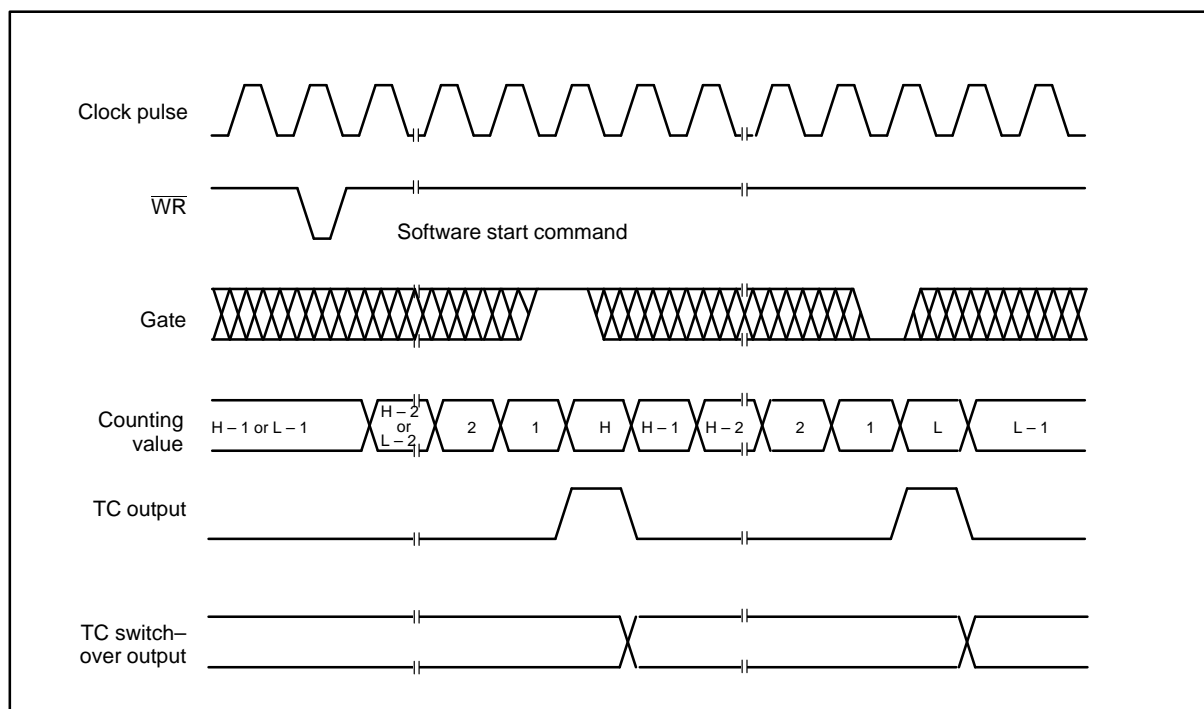 Clock pulse
WR
Software start command
Gate
Counting
value
H – 1 or L – 1
H – 2
or
L – 2
2
1
H
H – 1
H – 2
2
1
L
L – 1
TC output
TC switch–
over output